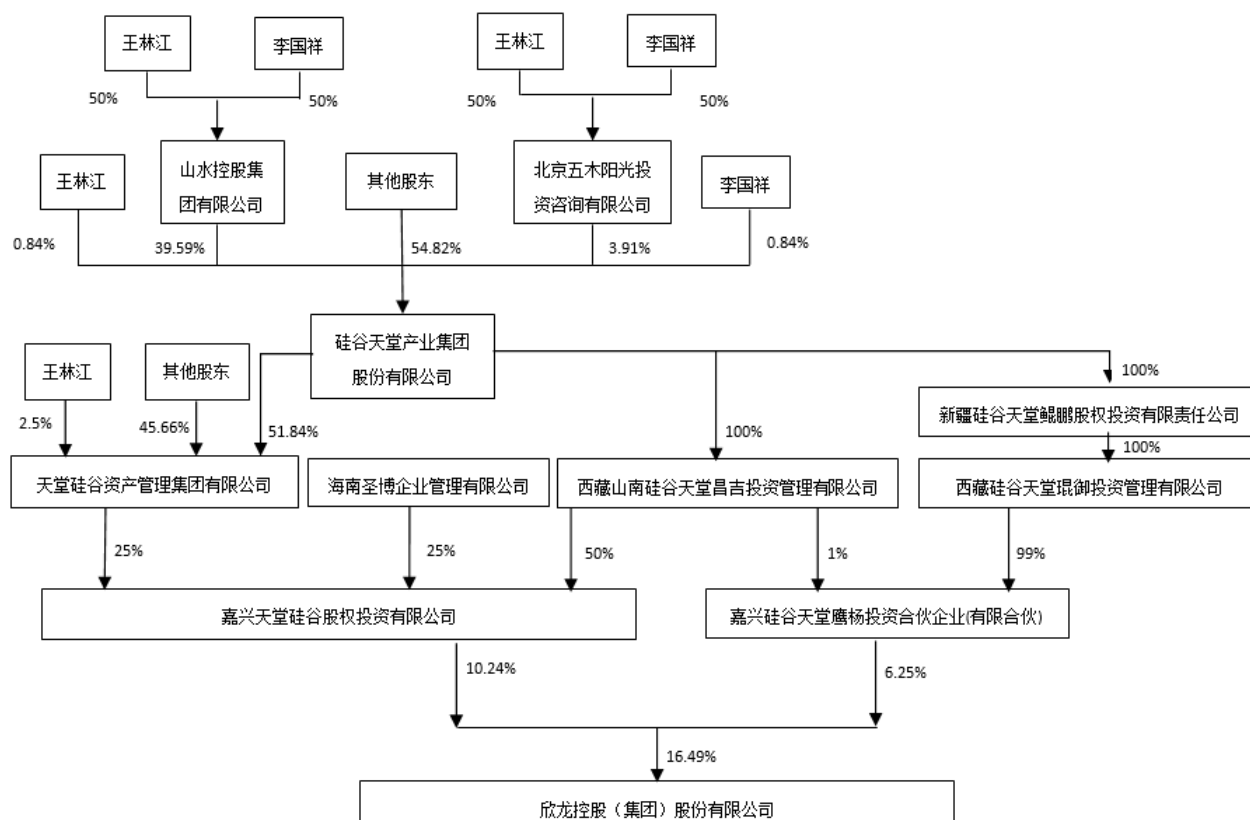 王林江
李国祥
王林江
李国祥
50%
50%
50%
50%
王林江
山水控股集
团有限公司
其他股东
北京五木阳光投
资咨询有限公司
李国祥
0.84%
39.59%
54.82%
3.91%
0.84%
硅谷天堂产业集团
股份有限公司
王林江
其他股东
100%
新疆硅谷天堂鲲鹏股权投资有限责任公司
2.5%
45.66%
51.84%
100%
100%
天堂硅谷资产管理集团有限公司
海南圣博企业管理有限公司
西藏山南硅谷天堂昌吉投资管理有限公司
西藏硅谷天堂琨御投资管理有限公司
25%
25%
50%
1%
99%
嘉兴天堂硅谷股权投资有限公司
嘉兴硅谷天堂鹰杨投资合伙企业(有限合伙)
10.24%
6.25%
16.49%
欣龙控股（集团）股份有限公司